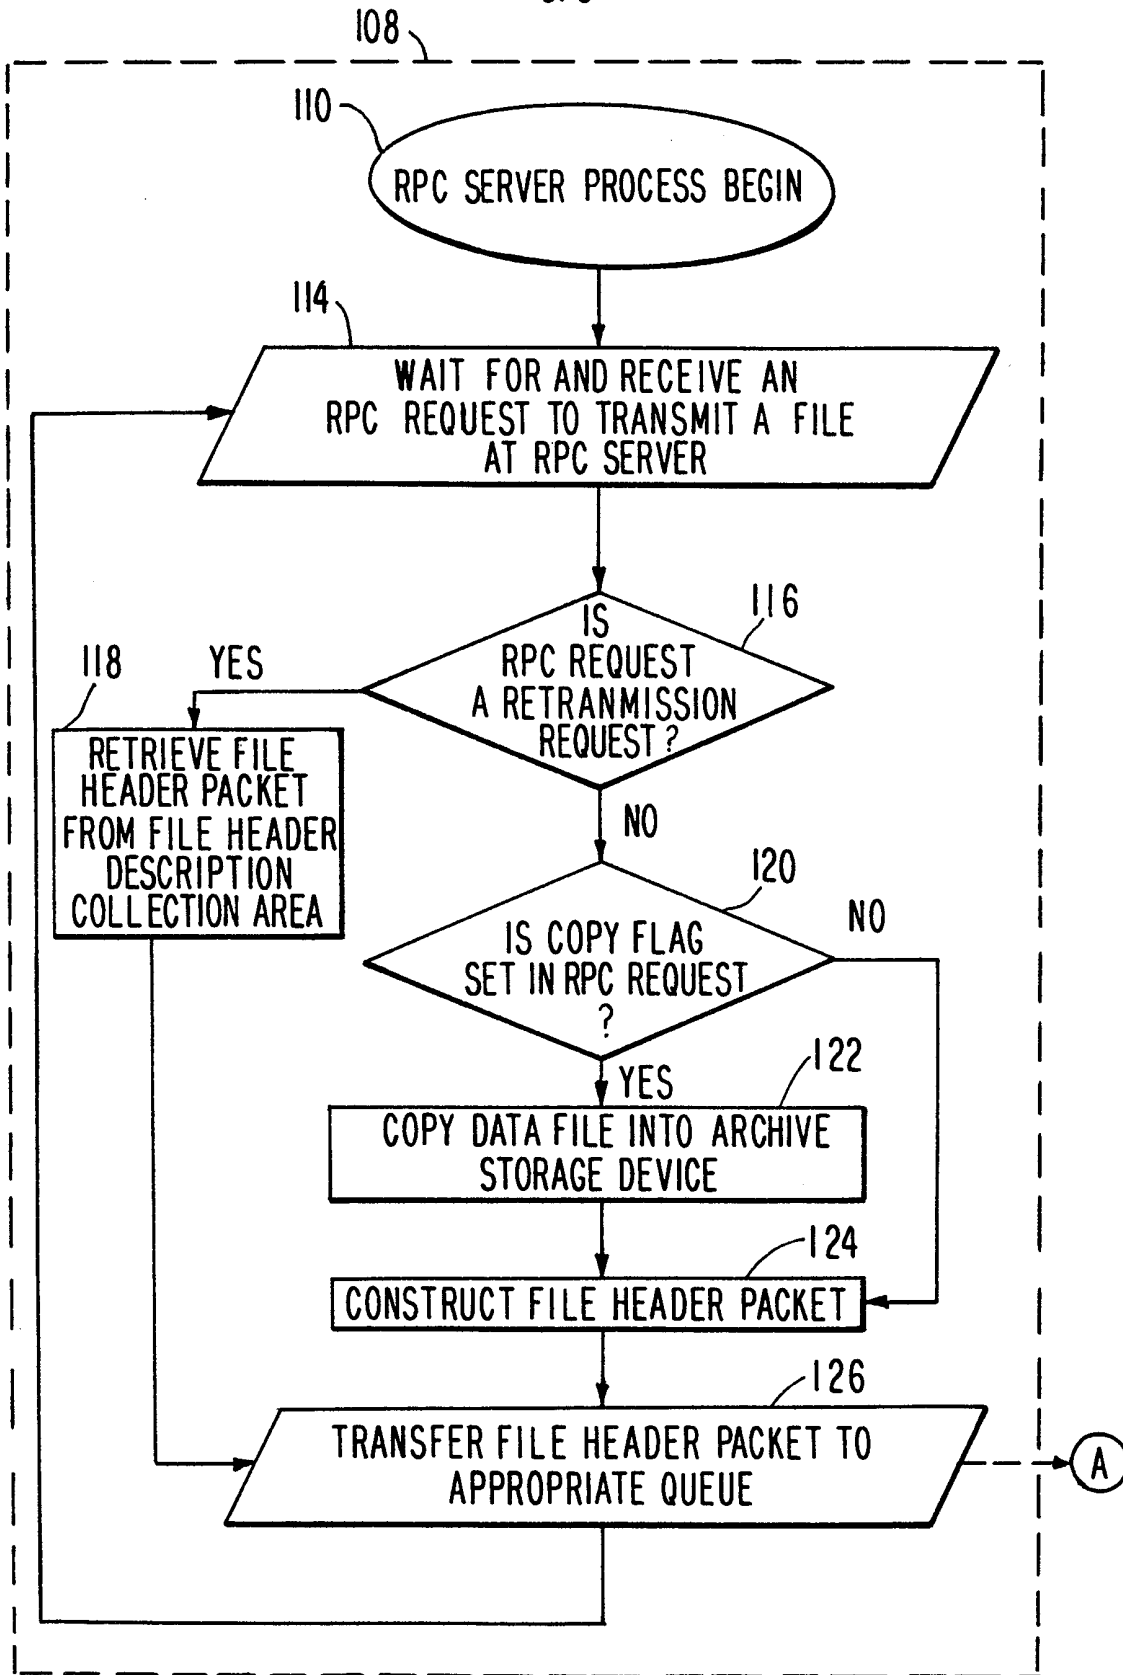 108
110
RPC SERVER PROCESS BEGIN
114
WAIT FOR AND RECEIVE AN
RPC REQUEST TO TRANSMIT A FILE
AT RPC SERVER
116
IS
RPC REQUEST
A RETRANMISSION
REQUEST ?
118
YES
RETRIEVE FILE
HEADER PACKET
FROM FILE HEADER
DESCRIPTION
COLLECTION AREA
NO
120
NO
IS COPY FLAG
SET IN RPC REQUEST
?
YES
122
COPY DATA FILE INTO ARCHIVE
STORAGE DEVICE
124
CONSTRUCT FILE HEADER PACKET
126
TRANSFER FILE HEADER PACKET TO
APPROPRIATE QUEUE
A